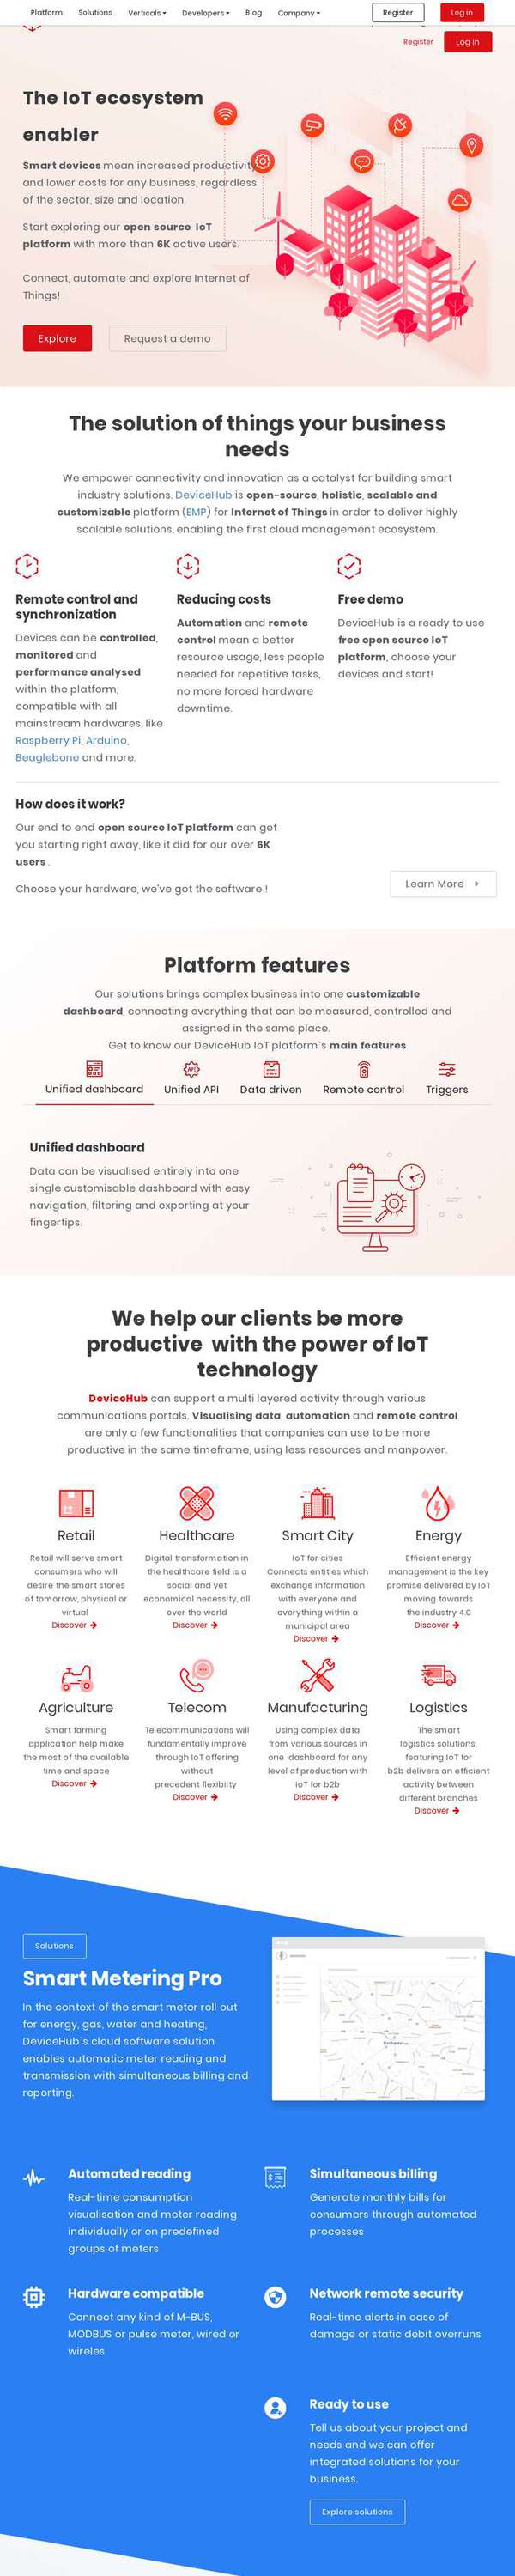 Platform Solutions Verticals Developers Blog Company Register Log in
Register Log in
The IoT ecosystem
enabler
Smart devices mean increased productivity
and lower costs for any business, regardless
of the sector, size and location.
Start exploring our open source IoT
platform with more than 6K active users.
Connect, automate and explore Internet of
Things!
Explore Request a demo
The solution of things your business
needs
We empower connectivity and innovation as a catalyst for building smart
industry solutions. DeviceHub is open-source, holistic, scalable and
customizable platform (EMP) for Internet of Things in order to deliver highly
scalable solutions, enabling the first cloud management ecosystem.
Remote control and
synchronization
Devices can be controlled,
monitored and
performance analysed
within the platform,
compatible with all
mainstream hardwares, like
Raspberry Pi, Arduino,
Beaglebone and more.
Reducing costs
Automation and remote
control mean a better
resource usage, less people
needed for repetitive tasks,
no more forced hardware
downtime.
Free demo
DeviceHub is a ready to use
free open source IoT
platform, choose your
devices and start!
How does it work?
Our end to end open source IoT platform can get
you starting right away, like it did for our over 6K
users .
Choose your hardware, we've got the software !
Learn More
Platform features
Our solutions brings complex business into one customizable
dashboard, connecting everything that can be measured, controlled and
assigned in the same place.
Get to know our DeviceHub IoT platform`s main features
API
Unified dashboard Unified API Data driven Remote control Triggers
Unified dashboard
Data can be visualised entirely into one
single customisable dashboard with easy
navigation, filtering and exporting at your
fingertips.
We help our clients be more
productive with the power of IoT
technology
DeviceHub can support a multi layered activity through various
communications portals. Visualising data, automation and remote control
are only a few functionalities that companies can use to be more
productive in the same timeframe, using less resources and manpower.
Retail
Retail will serve smart
consumers who will
desire the smart stores
of tomorrow, physical or
virtual
Discover
Healthcare
Digital transformation in
the healthcare field is a
social and yet
economical necessity, all
over the world
Discover
Smart City
IoT for cities
Connects entities which
exchange information
with everyone and
everything within a
municipal area
Discover
Energy
Efficient energy
management is the key
promise delivered by IoT
moving towards
the industry 4.0
Discover
Agriculture
Smart farming
application help make
the most of the available
time and space
Discover
Telecom
Telecommunications will
fundamentally improve
through IoT offering
without
precedent flexibilty
Discover
Manufacturing
Using complex data
from various sources in
one dashboard for any
level of production with
IoT for b2b
Discover
Logistics
The smart
logistics solutions,
featuring IoT for
b2b delivers an efficient
activity between
different branches
Discover
Solutions
Smart Metering Pro
In the context of the smart meter roll out
for energy, gas, water and heating,
DeviceHub`s cloud software solution
enables automatic meter reading and
transmission with simultaneous billing and
reporting.
Automated reading
Real-time consumption
visualisation and meter reading
individually or on predefined
groups of meters
Simultaneous billing
Generate monthly bills for
consumers through automated
processes
Hardware compatible
Connect any kind of M-BUS,
MODBUS or pulse meter, wired or
wireles
Network remote security
Real-time alerts in case of
damage or static debit overruns
Ready to use
Tell us about your project and
needs and we can offer
integrated solutions for your
business.
Explore solutions